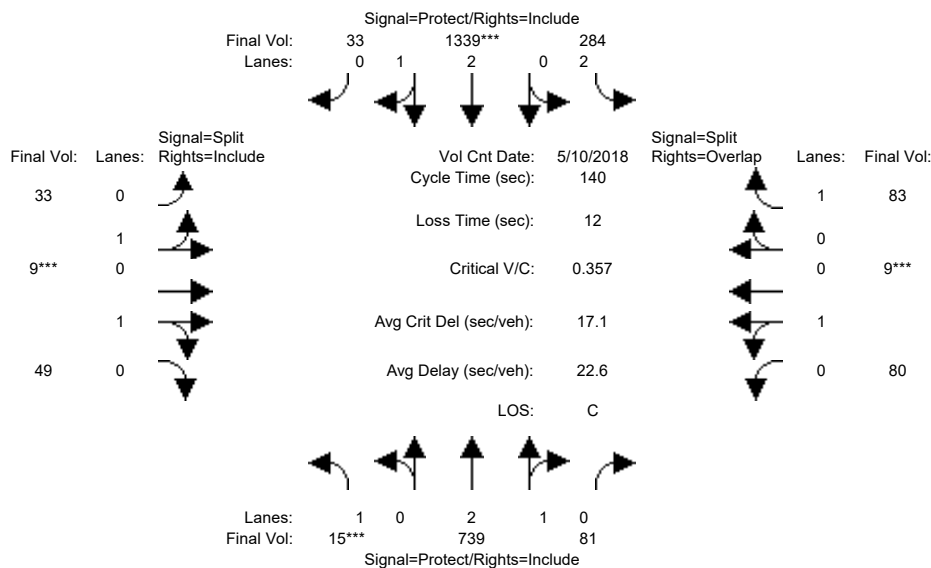 Signal=Protect/Rights=Include
Final Vol: 33 1339*** 284
Lanes: 0 1 2 0 2
Signal=Split
Final Vol: Lanes: Rights=Include
Vol Cnt Date: 5/10/2018
Signal=Split
Rights=Overlap Lanes: Final Vol:
Cycle Time (sec): 140
33 0
1 83
Loss Time (sec): 12
1
0
9*** 0
Critical V/C: 0.357
0 9***
1
Avg Crit Del (sec/veh): 17.1
1
49 0
Avg Delay (sec/veh): 22.6
0 80
LOS: C
Lanes: 1 0 2 1 0
Final Vol: 15*** 739 81
Signal=Protect/Rights=Include